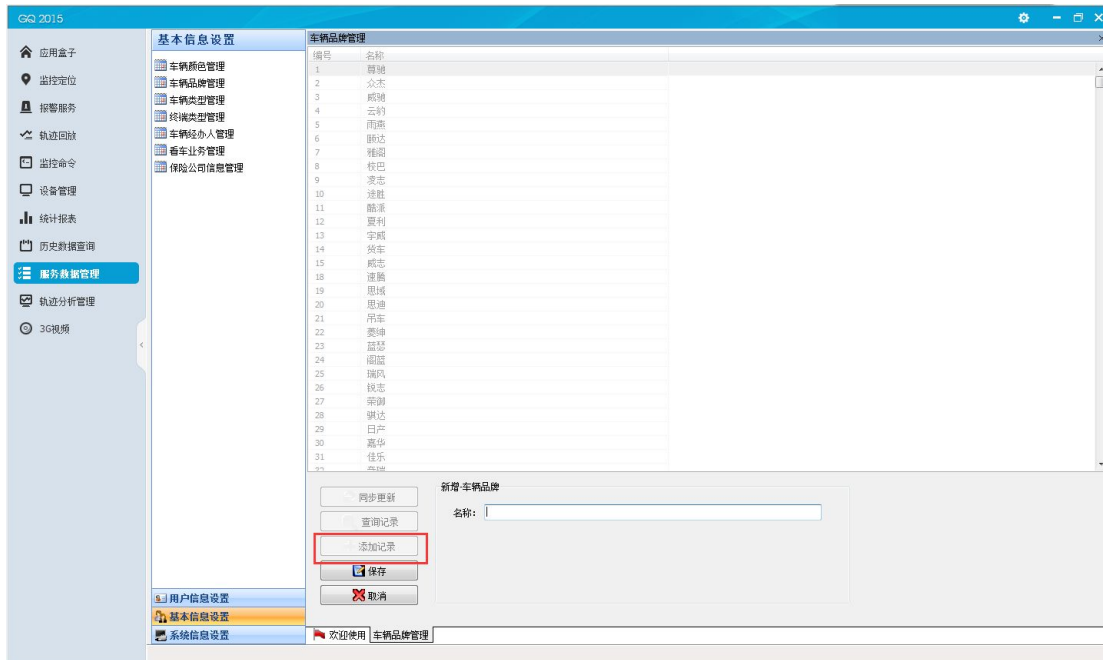 GQ 2015
应用盒子
监控定位
报警服务
轨迹回放
监控命令
设备管理
统计报表
历史数据查询
服务数据管理
轨迹分析管理
3G视频
基本信息设置
车辆颜色管理
车辆品牌管理
车辆类型管理
终端类型管理
车辆经办人管理
看车业务管理
保险公司信息管理
用户信息设置
基本信息设置
系统信息设置
车辆品牌管理
编号 名称
1 尊驰
2 众杰
3 威驰
4 云豹
5 雨燕
6 颐达
7 雅阁
8 校巴
9 凌志
10 途胜
11 酷派
12 夏利
13 宇威
14 货车
15 威志
18 速腾
19 思域
20 思迪
21 吊车
22 菱绅
23 蓝瑟
24 阁蓝
25 瑞风
26 锐志
27 荣御
28 骐达
29 日产
30 嘉华
31 佳乐
同步更新
查询记录
添加记录
保存
取消
新增-车辆品牌
名称：
欢迎使用 车辆品牌管理